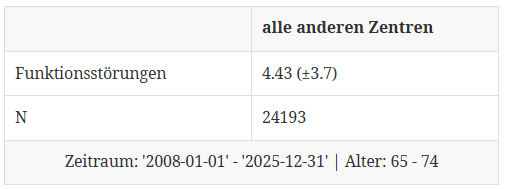 alle anderen Zentren
Funktionsstörungen 4.43 (±3.7)
N 24193
Zeitraum: '2008-01-01' - '2025-12-31' | Alter: 65 - 74